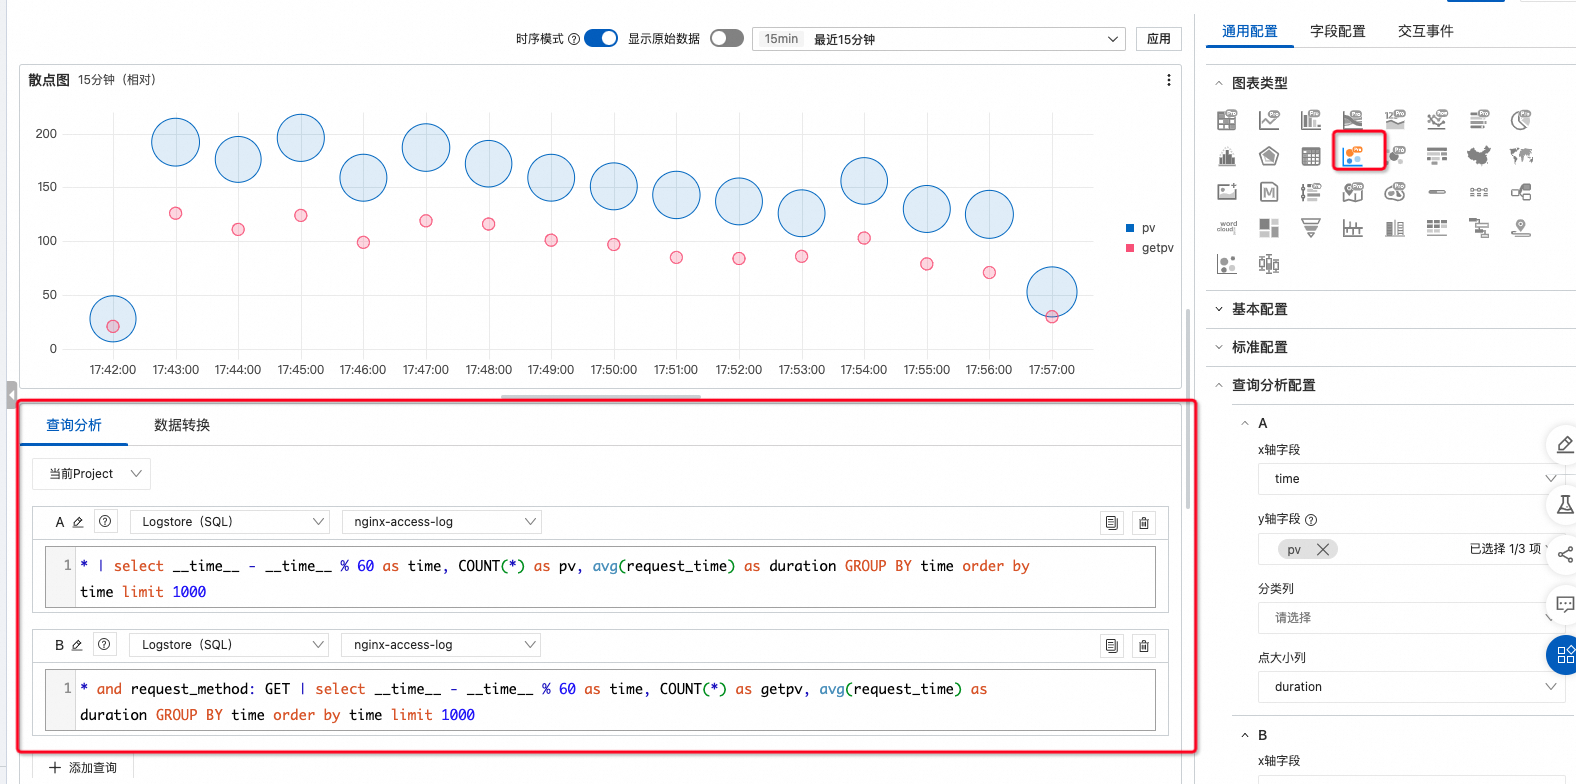 时序模式
显示原始数据
15min 最近15分钟
应用
散点图 15分钟（相对）
200
150
100
50
0
17:42:00 17:43:00 17:44:00 17:45:00 17:46:00 17:47:00 17:48:00 17:49:00 17:50:00 17:51:00 17:52:00 17:53:00 17:54:00 17:55:00 17:56:00 17:57:00
pv
getpv
查询分析 数据转换
当前Project
A Logstore（SQL） nginx-access-log
1 * | select __time__ - __time__ % 60 as time, COUNT(*) as pv, avg(request_time) as duration GROUP BY time order by
time limit 1000
B Logstore（SQL） nginx-access-log
1 * and request_method: GET | select __time__ - __time__ % 60 as time, COUNT(*) as getpv, avg(request_time) as
duration GROUP BY time order by time limit 1000
添加查询
通用配置 字段配置 交互事件
图表类型
Pro
word
cloud
基本配置
标准配置
查询分析配置
A
x轴字段
time
y轴字段
pv 已选择 1/3 项
分类列
请选择
点大小列
duration
B
x轴字段